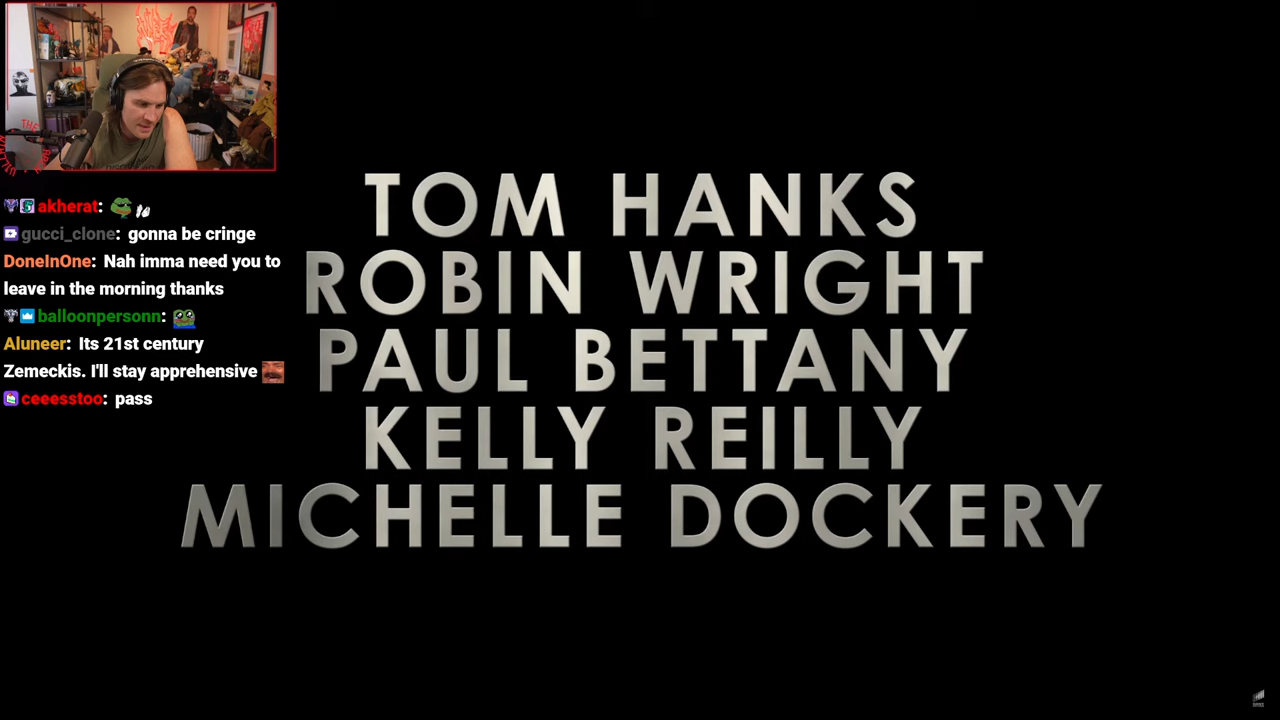 akherat:
gucci_clone: gonna be cringe
DoneInOne: Nah imma need you to
leave in the morning thanks
balloonpersonn:
Aluneer: Its 21st century
Zemeckis. I'll stay apprehensive
ceeesstoo: pass
TOM HANKS
ROBIN WRIGHT
PAUL BETTANY
KELLY REILLY
MICHELLE DOCKERY